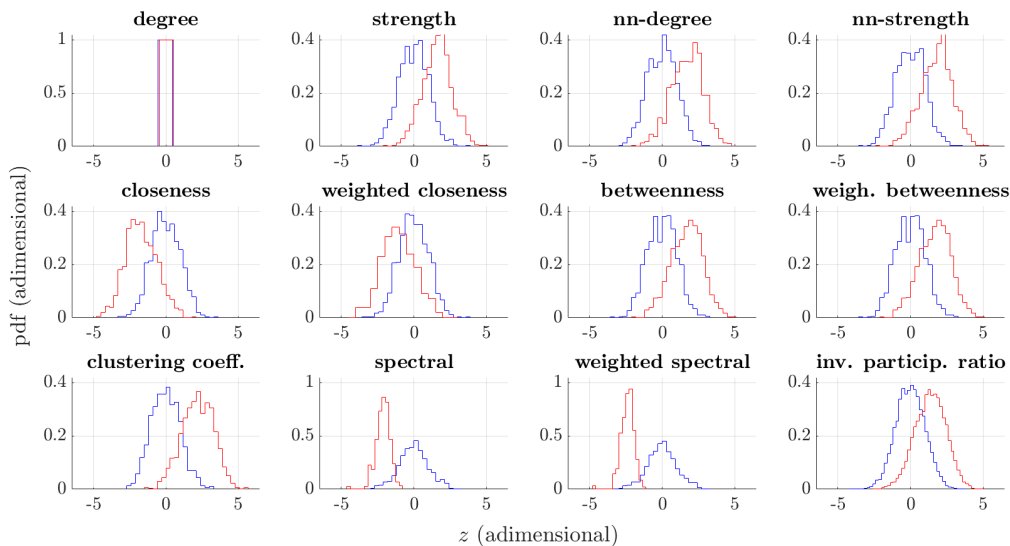 degree strength nn-degree nn-strength
1 0.4 0.4 0.4
0.5 0.2 0.2 0.2
0 0 0 0
-5 0 5 -5 0 5 -5 0 5 -5 0 5
closeness weighted closeness betweenness weigh. betweenness
0.4 0.4 0.4 0.4
0.2 0.2 0.2 0.2
0 0 0 0
-5 0 5 -5 0 5 -5 0 5 -5 0 5
clustering coeff. spectral weighted spectral inv. particip. ratio
0.4 1 1 0.4
0.2 0.5 0.5 0.2
0 0 0 0
-5 0 5 -5 0 5 -5 0 5 -5 0 5
pdf (adimensional)
z (adimensional)